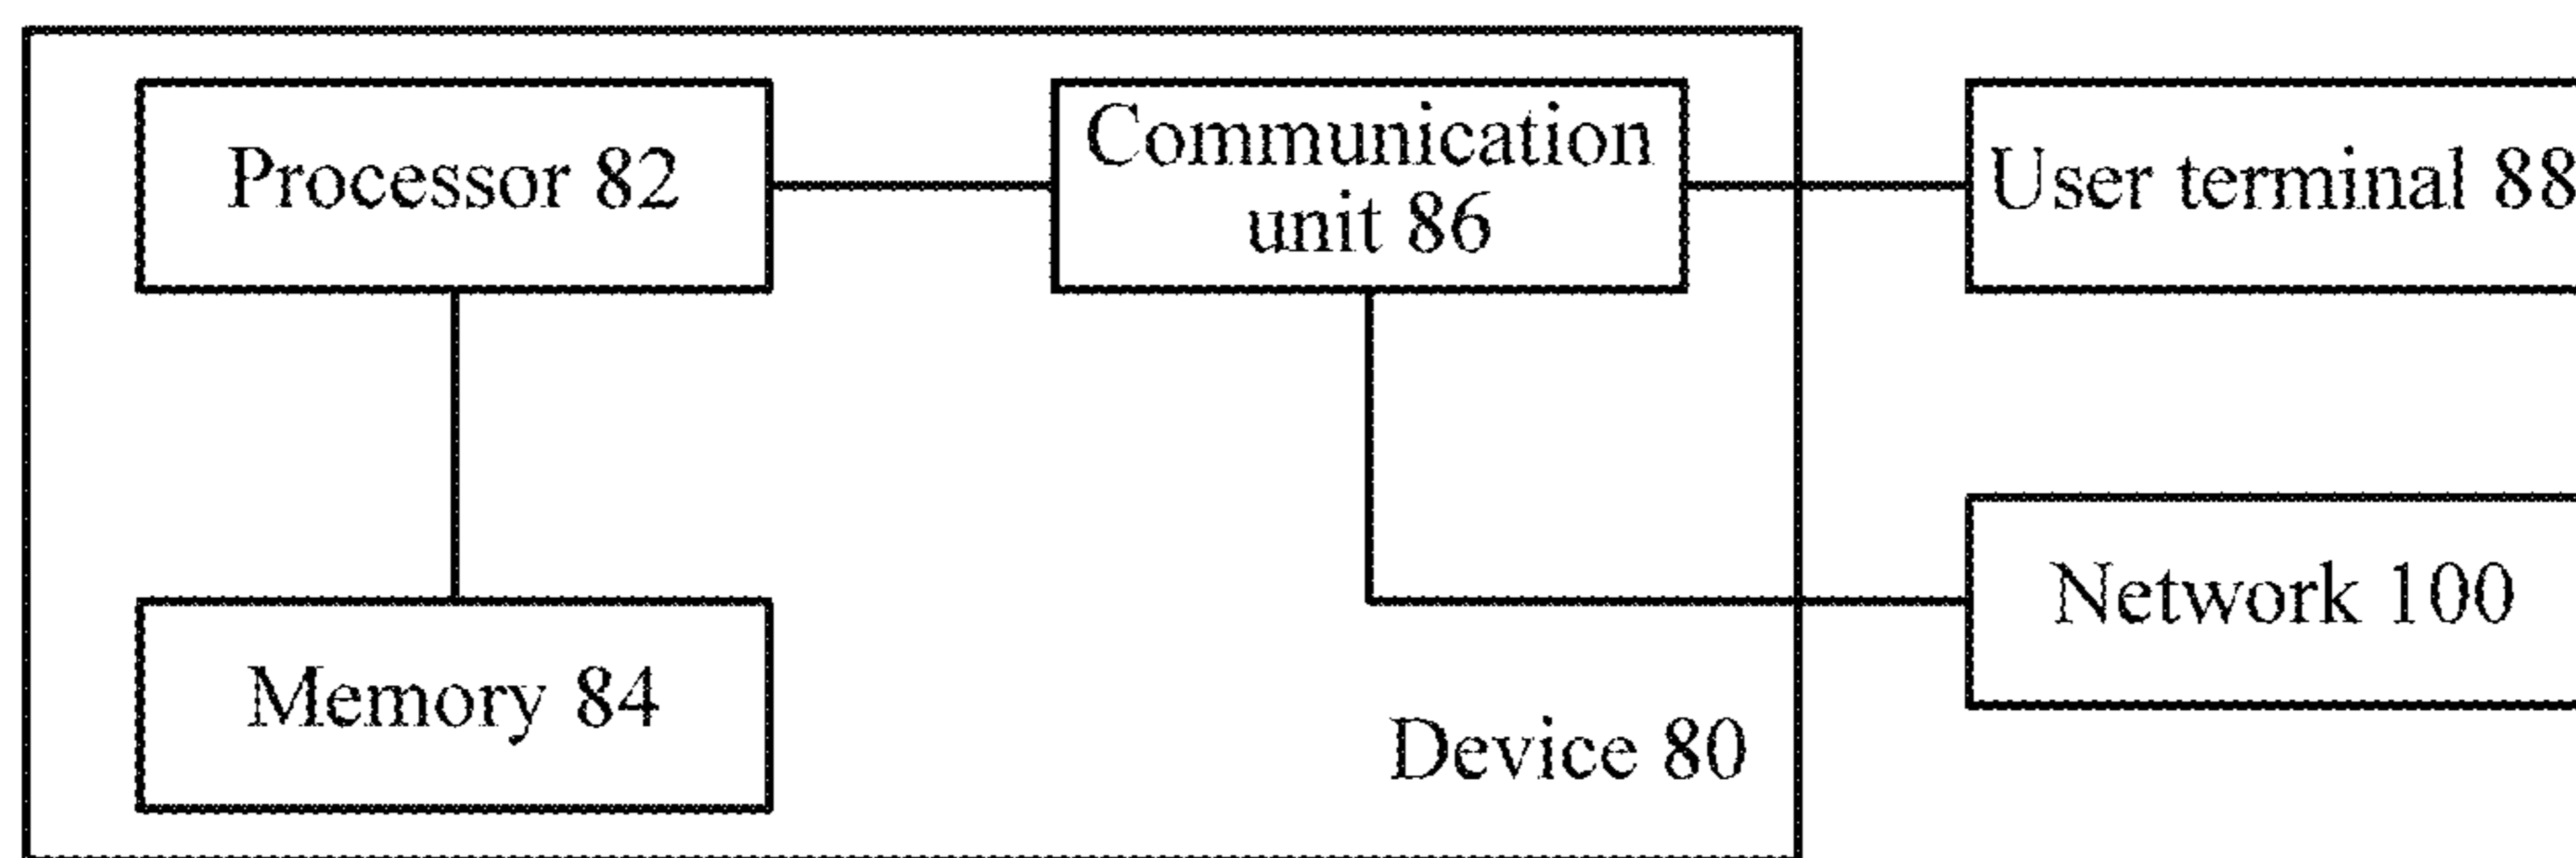 Processor 82
Communication
unit 86
User terminal 88
Memory 84
Network 100
Device 80